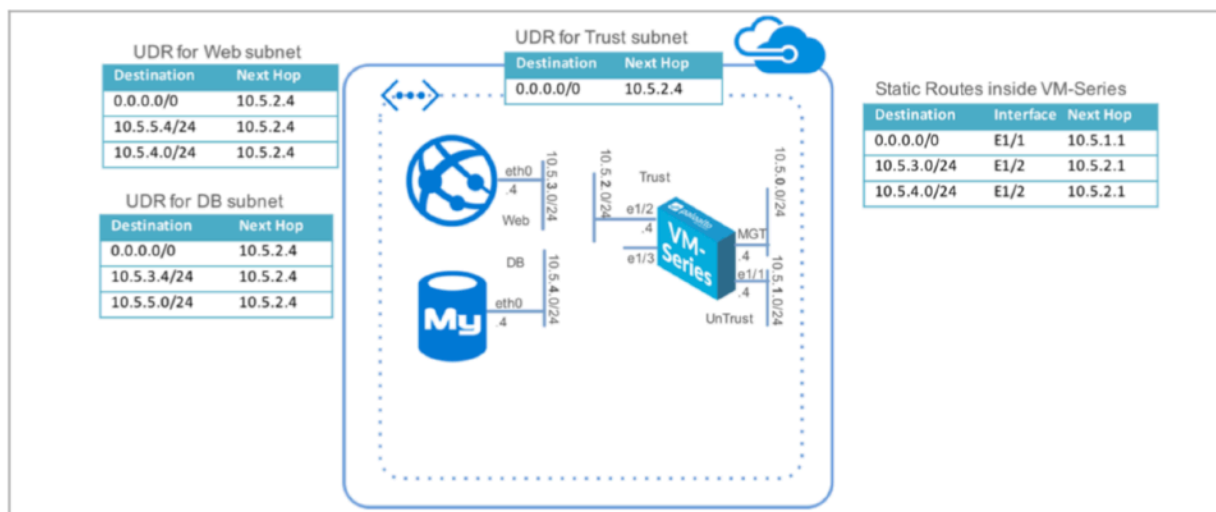 UDR for Web subnet
Destination Next Hop
0.0.0.0/0 10.5.2.4
10.5.5.4/24 10.5.2.4
10.5.4.0/24 10.5.2.4
UDR for DB subnet
Destination Next Hop
0.0.0.0/0 10.5.2.4
10.5.3.4/24 10.5.2.4
10.5.5.0/24 10.5.2.4
UDR for Trust subnet
Destination Next Hop
0.0.0.0/0 10.5.2.4
eth0
.4
10.5.3.0/24
Web
DB
My
eth0
.4
10.5.4.0/24
10.5.2.0/24
Trust
e1/2
.4
e1/3
VM-
Series
MGT
.4
10.5.0.0/24
e1/1
.4
10.5.1.0/24
UnTrust
Static Routes inside VM-Series
Destination Interface Next Hop
0.0.0.0/0 E1/1 10.5.1.1
10.5.3.0/24 E1/2 10.5.2.1
10.5.4.0/24 E1/2 10.5.2.1